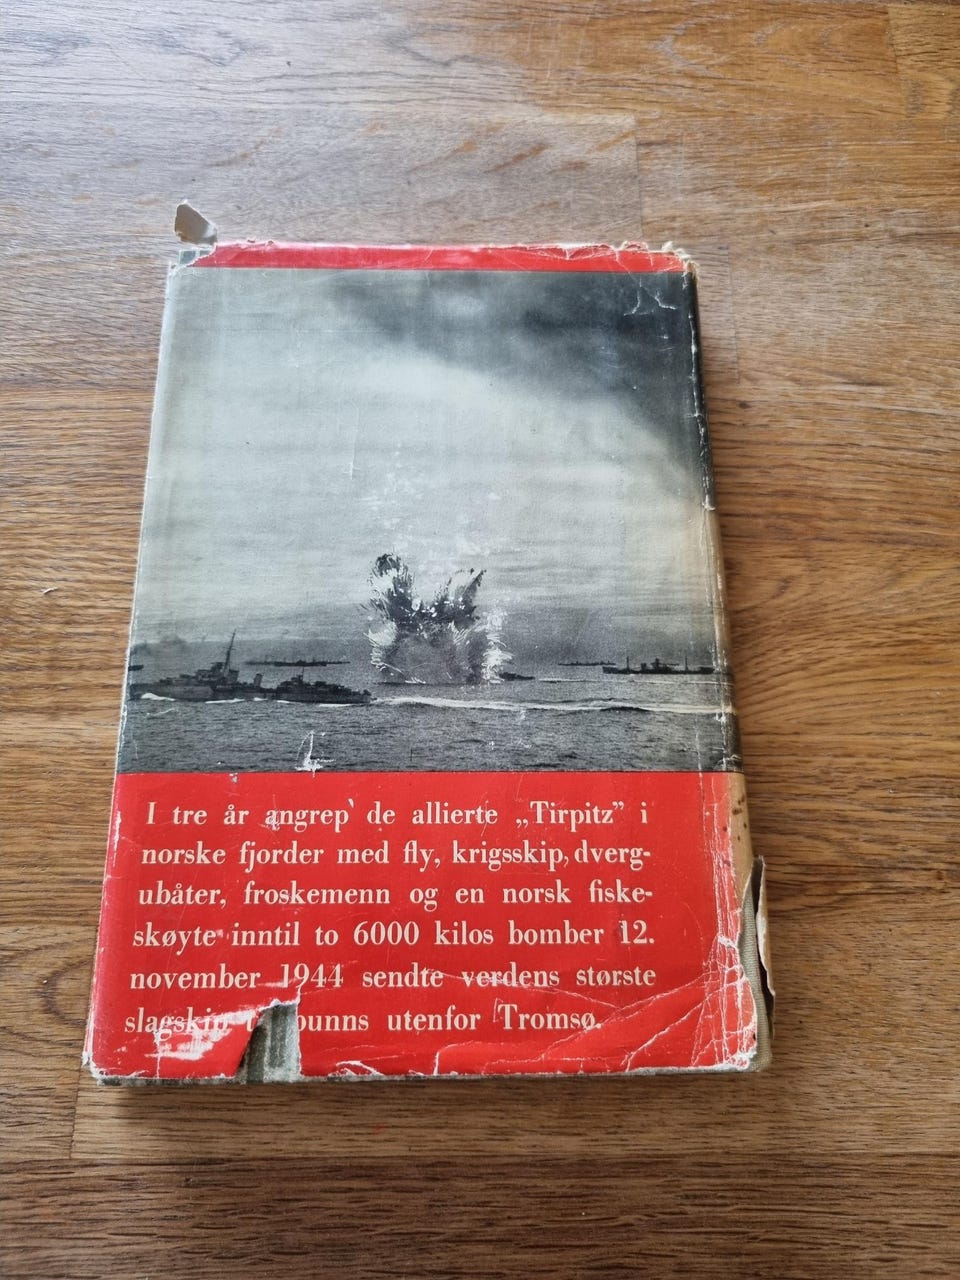 I tre år angrep de allierte „Tirpitz” i
norske fjorder med fly, krigsskip, dverg-
ubåter, froskemenn og en norsk fiske-
skøyte inntil to 6000 kilos bomber 12.
november 1944 sendte verdens største
slagskip bunns utenfor Tromsø.